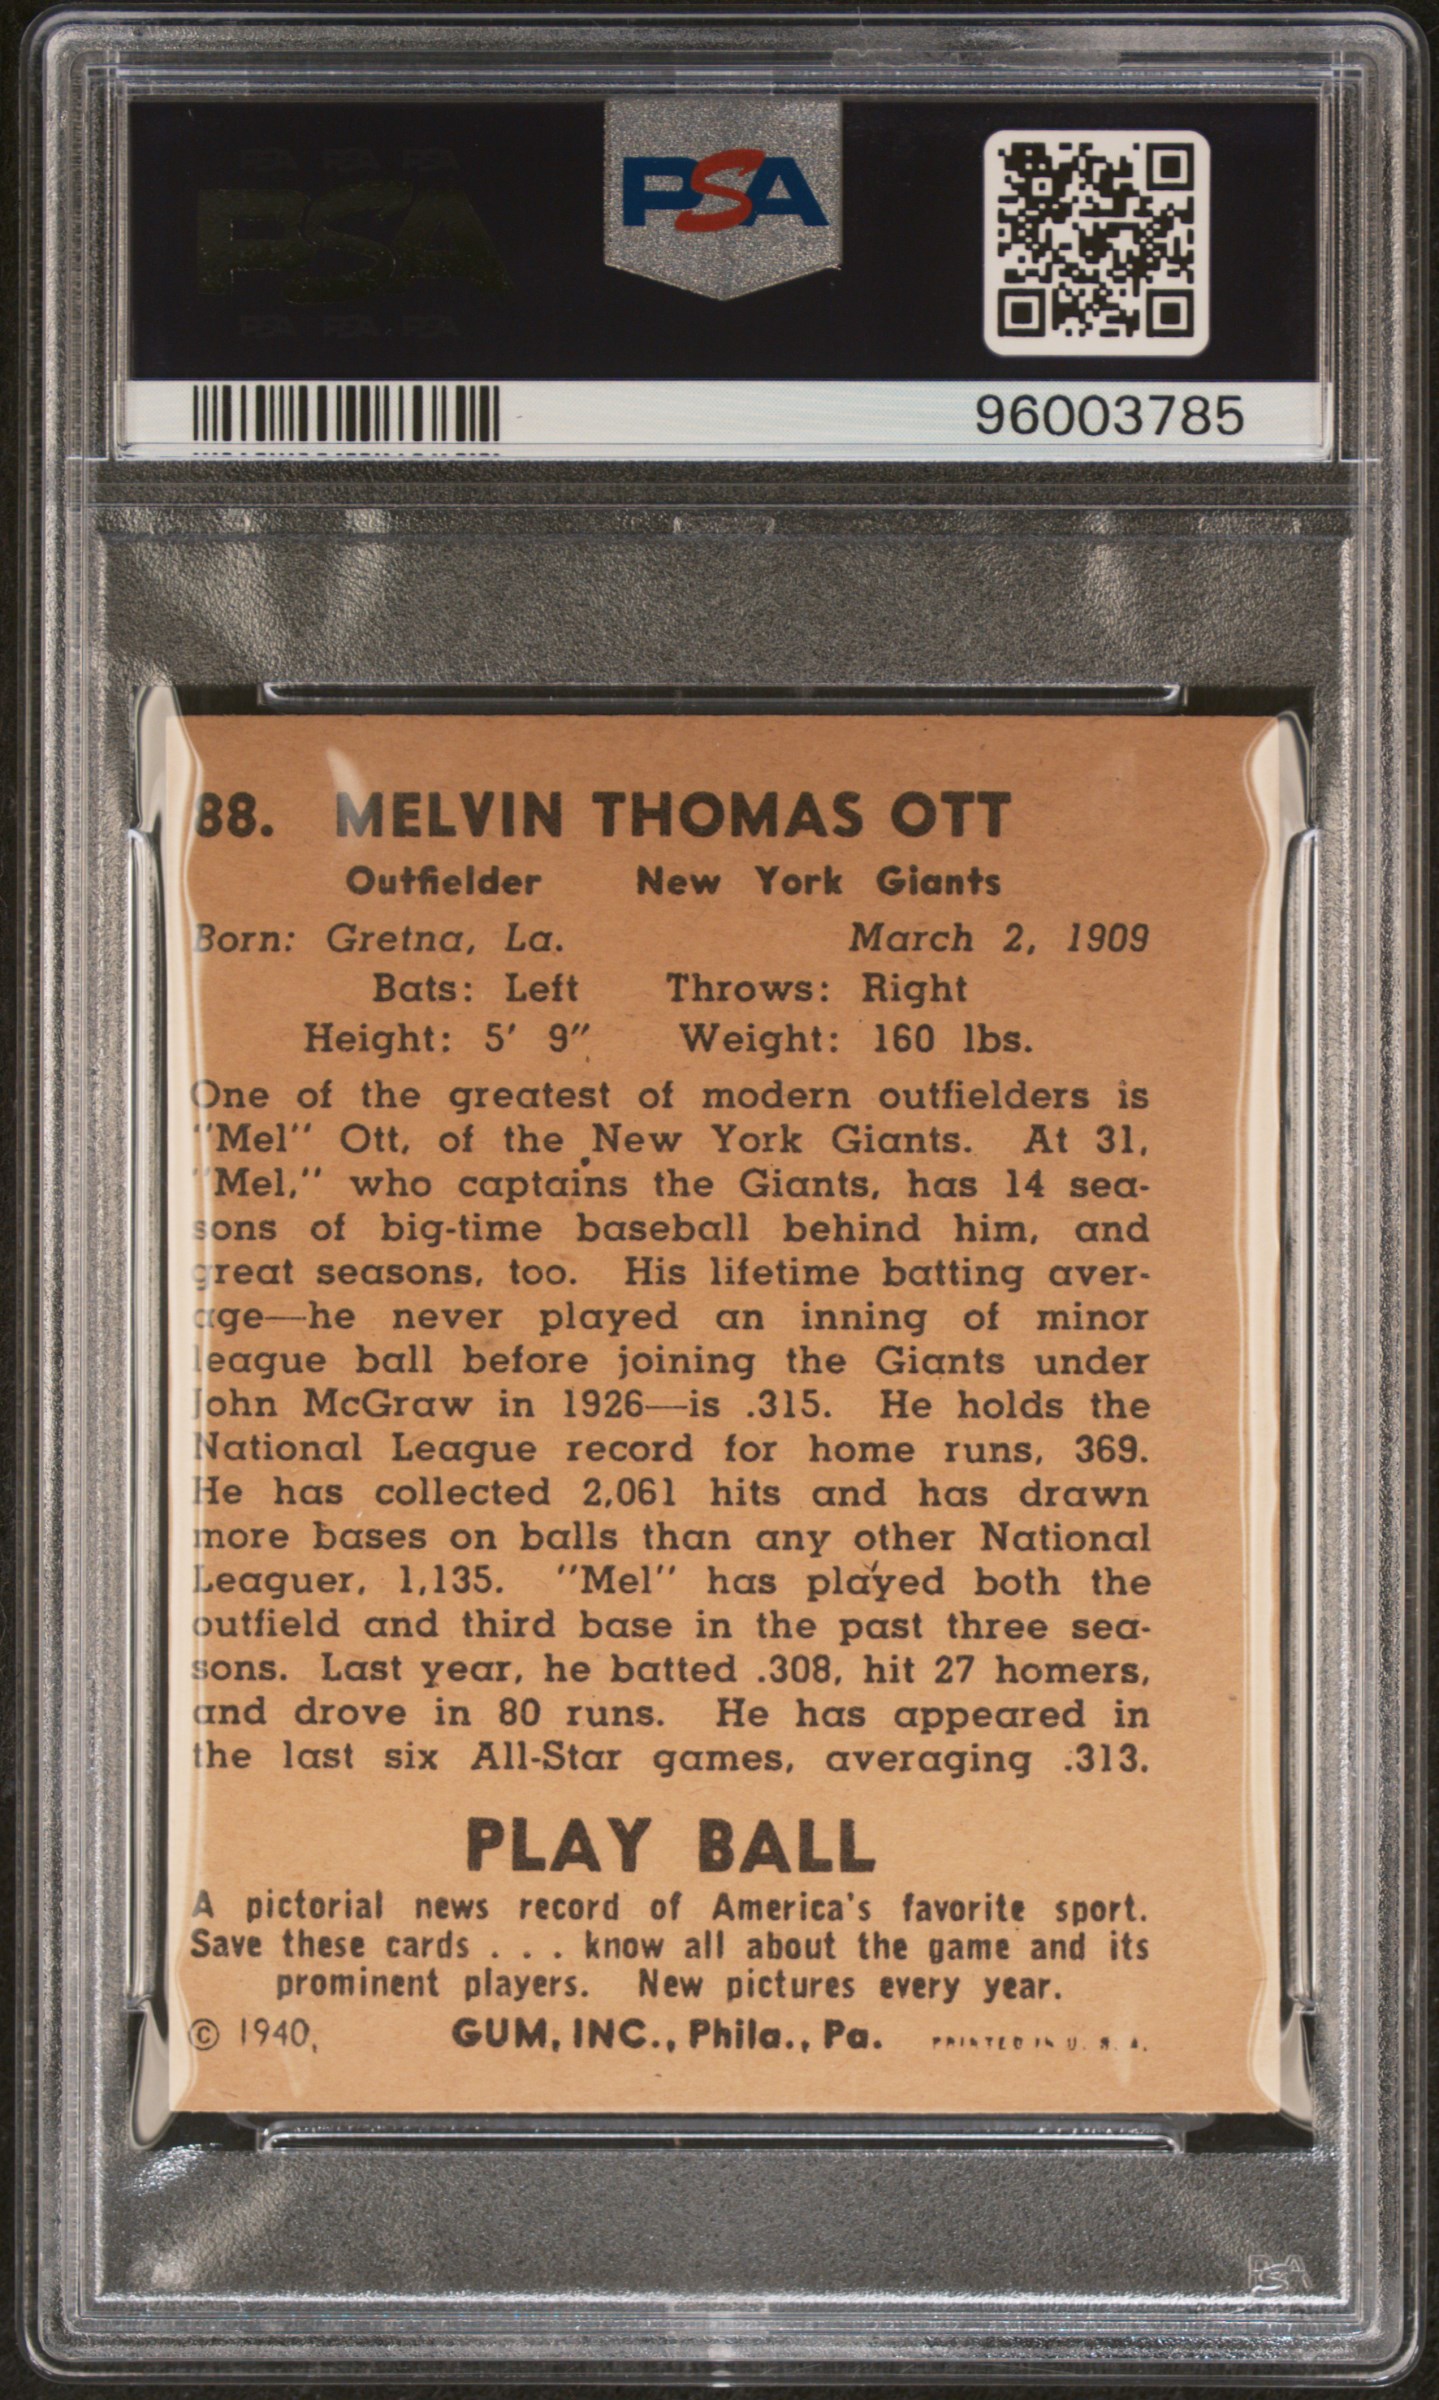 PSA
96003785
88. MELVIN THOMAS OTT
Outfielder New York Giants
Born: Gretna, La. March 2, 1909
Bats: Left Throws: Right
Height: 5' 9" Weight: 160 lbs.
One of the greatest of modern outfielders is
"Mel" Ott, of the New York Giants. At 31,
"Mel," who captains the Giants, has 14 sea-
sons of big-time baseball behind him, and
great seasons, too. His lifetime batting aver-
age—he never played an inning of minor
league ball before joining the Giants under
John McGraw in 1926—is .315. He holds the
National League record for home runs, 369.
He has collected 2,061 hits and has drawn
more bases on balls than any other National
Leaguer, 1,135. "Mel" has played both the
outfield and third base in the past three sea-
sons. Last year, he batted .308, hit 27 homers,
and drove in 80 runs. He has appeared in
the last six All-Star games, averaging .313.
PLAY BALL
A pictorial news record of America's favorite sport.
Save these cards . . . know all about the game and its
prominent players. New pictures every year.
© 1940, GUM, INC., Phila., Pa. PRINTED IN U. S. A.
PSA